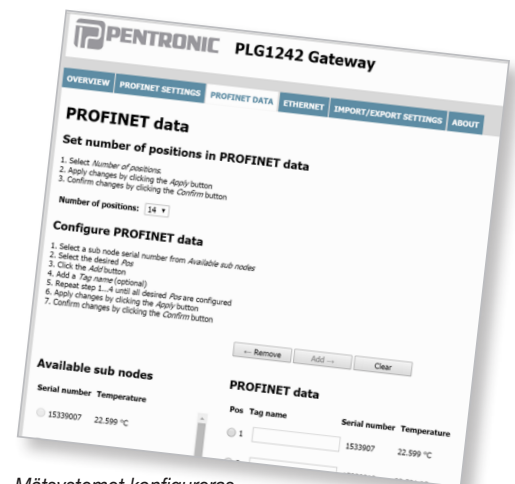 PENTRONIC PLG1242 Gateway
OVERVIEW PROFINET SETTINGS PROFINET DATA ETHERNET IMPORT/EXPORT SETTINGS ABOUT
PROFINET data
Set number of positions in PROFINET data
1. Select Number of positions.
2. Apply changes by clicking the Apply button
3. Confirm changes by clicking the Confirm button
Number of positions: 14
Configure PROFINET data
1. Select a sub node serial number from Available sub nodes
2. Select the desired Pos
3. Click the Add button
4. Add a Tag name (optional)
5. Repeat step 1...4 until all desired Pos are configured
6. Apply changes by clicking the Apply button
7. Confirm changes by clicking the Confirm button
← Remove Add → Clear
Available sub nodes
Serial number Temperature
15339907 22.599 °C
PROFINET data
Pos Tag name Serial number Temperature
1 1533907 22.599 °C
Mätsystemet konfigureras